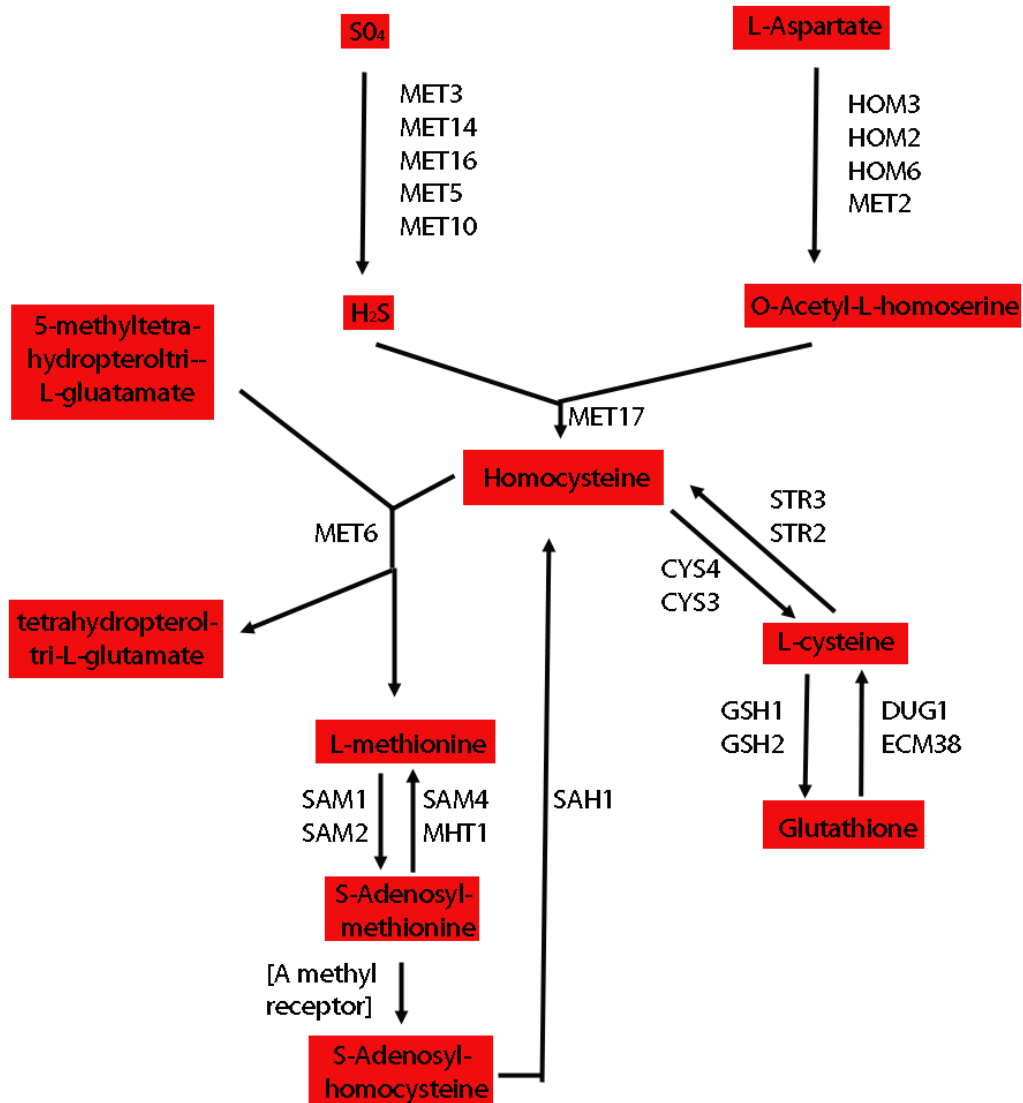 SO₄
L-Aspartate
MET3
MET14
MET16
MET5
MET10
HOM3
HOM2
HOM6
MET2
H₂S
O-Acetyl-L-homoserine
5-methyltetra-
hydropteroltri--
L-gluatamate
MET17
Homocysteine
STR3
STR2
MET6
CYS4
CYS3
tetrahydropterol-
tri-L-glutamate
L-cysteine
L-methionine
GSH1
GSH2
DUG1
ECM38
SAM1
SAM2
SAM4
MHT1
SAH1
Glutathione
S-Adenosyl-
methionine
[A methyl
receptor]
S-Adenosyl-
homocysteine